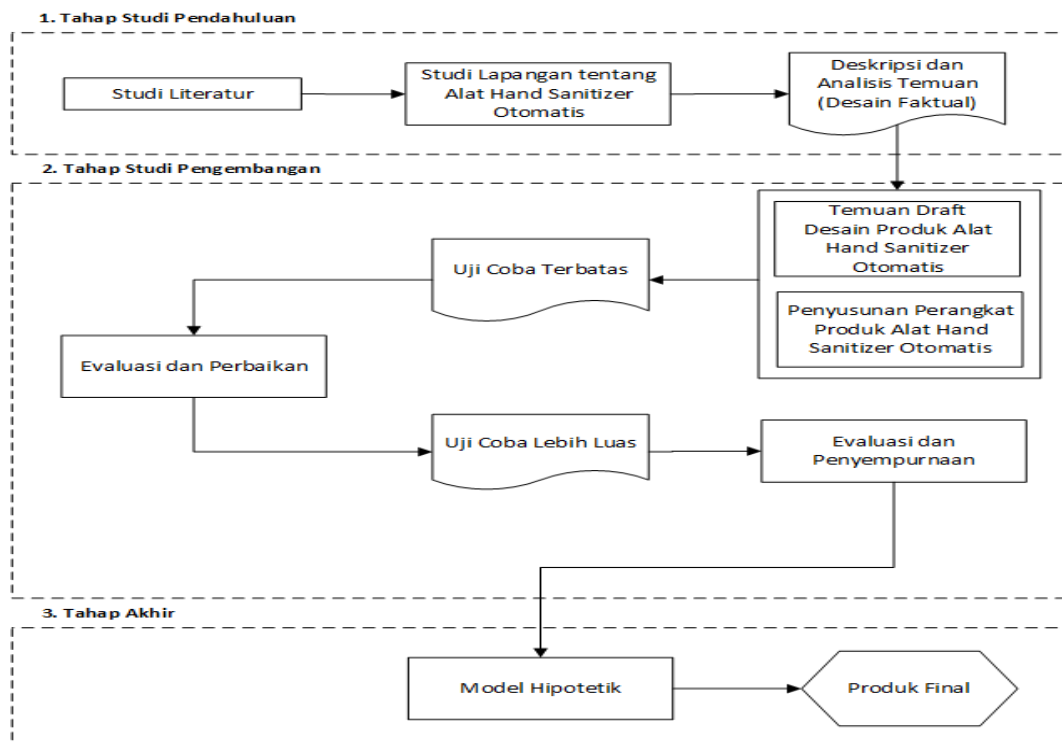 1. Tahap Studi Pendahuluan
Studi Literatur
Studi Lapangan tentang
Alat Hand Sanitizer
Otomatis
Deskripsi dan
Analisis Temuan
(Desain Faktual)
2. Tahap Studi Pengembangan
Temuan Draft
Desain Produk Alat
Hand Sanitizer
Otomatis
Penyusunan Perangkat
Produk Alat Hand
Sanitizer Otomatis
Uji Coba Terbatas
Evaluasi dan Perbaikan
Uji Coba Lebih Luas
Evaluasi dan
Penyempurnaan
3. Tahap Akhir
Model Hipotetik
Produk Final